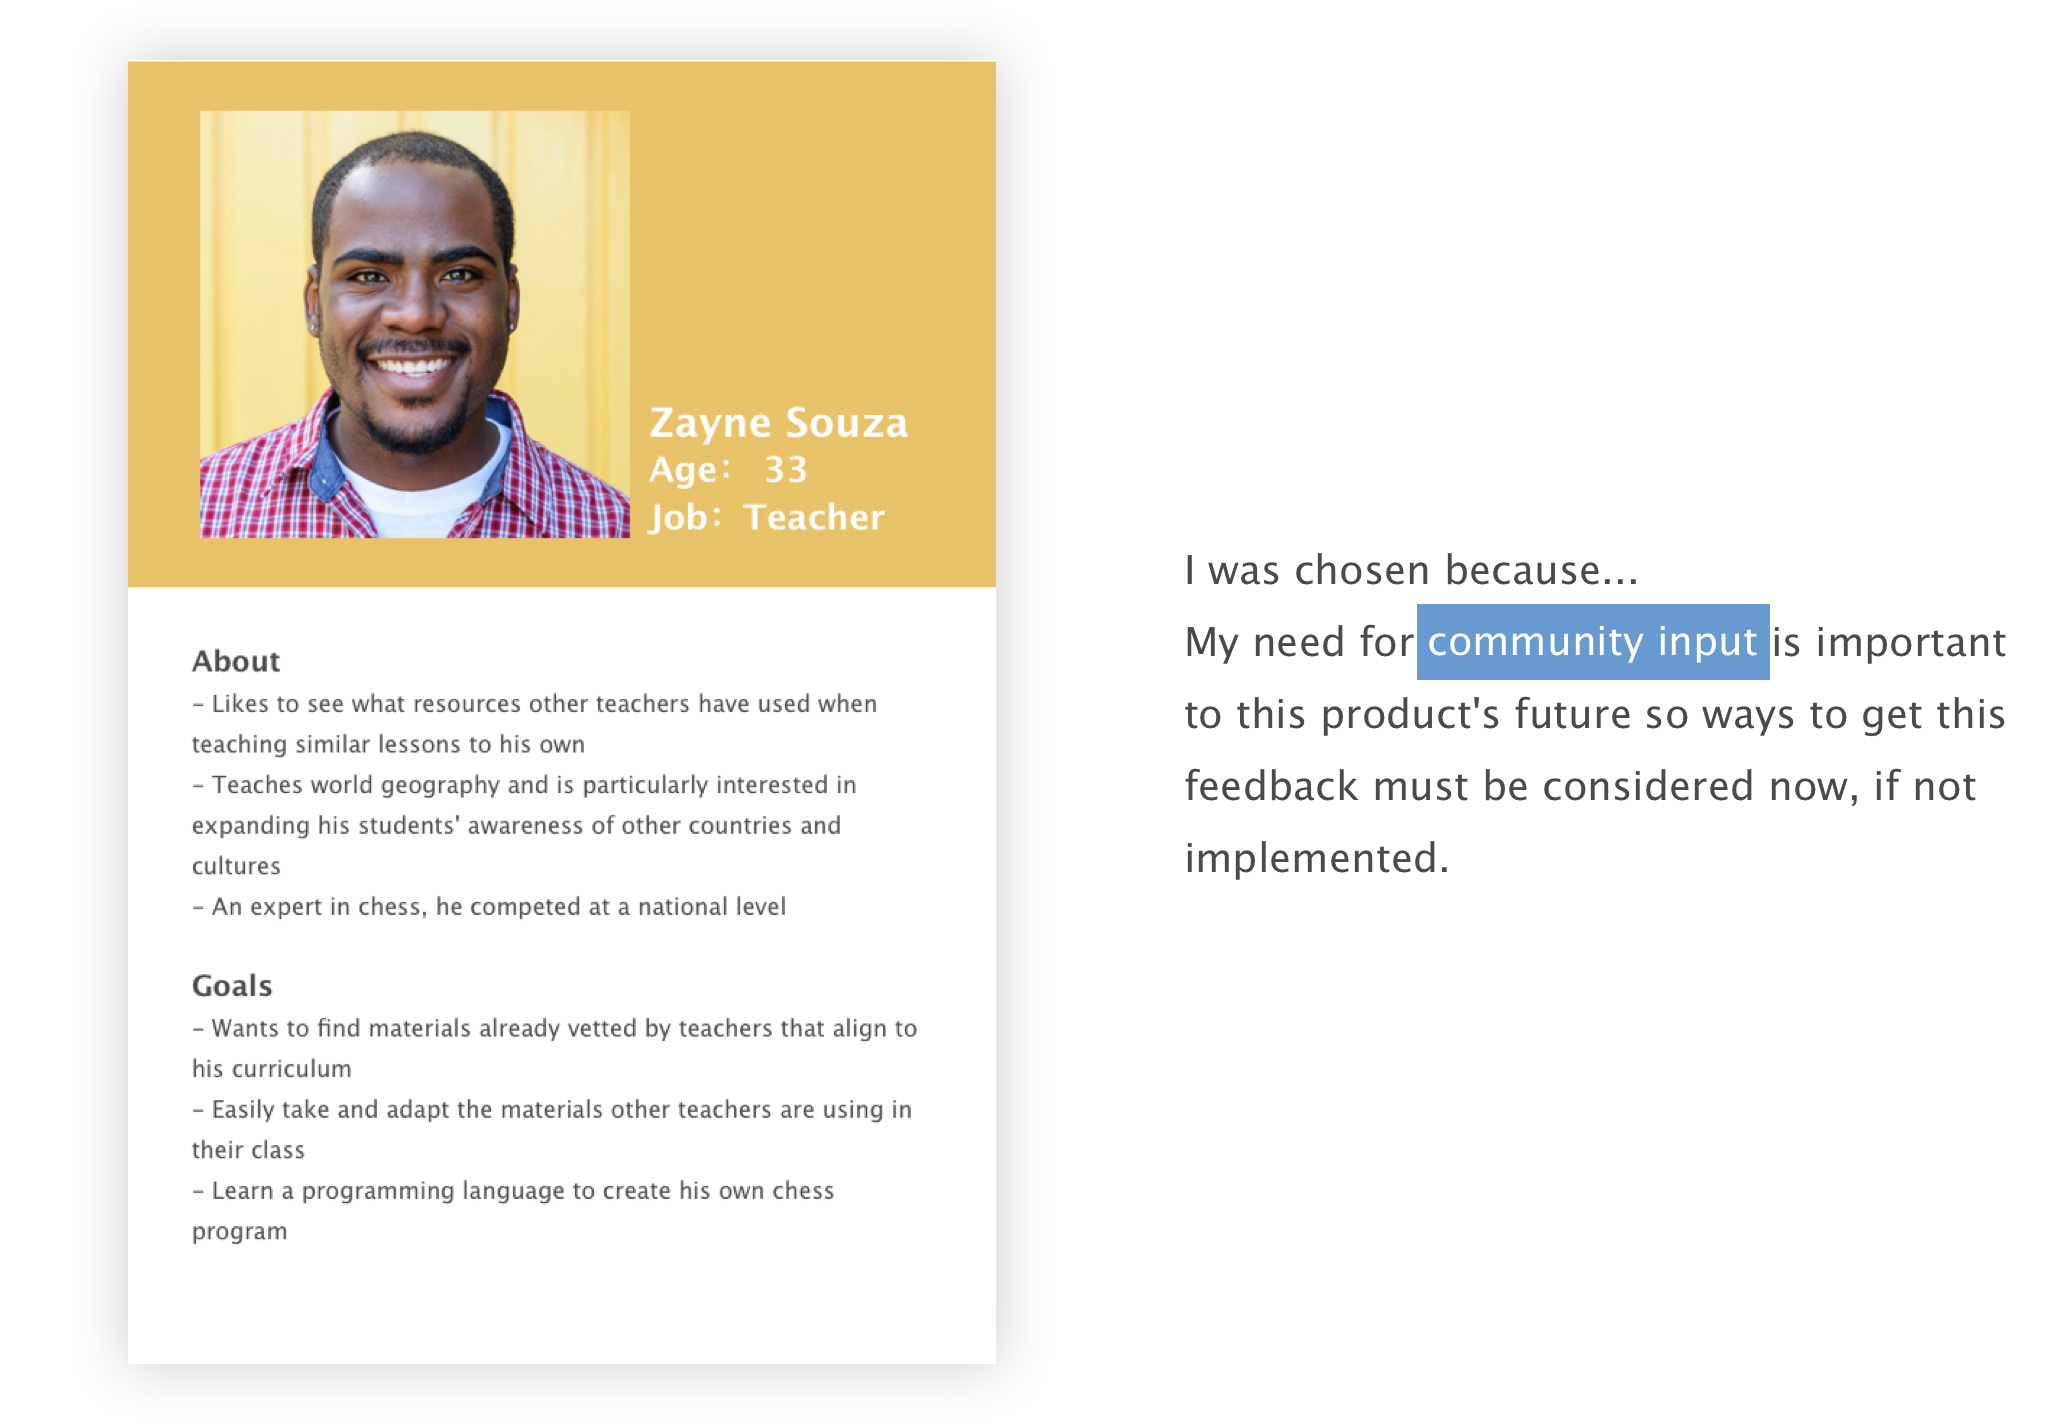 Zayne Souza
Age: 33
Job: Teacher
About
– Likes to see what resources other teachers have used when
teaching similar lessons to his own
– Teaches world geography and is particularly interested in
expanding his students' awareness of other countries and
cultures
– An expert in chess, he competed at a national level
Goals
– Wants to find materials already vetted by teachers that align to
his curriculum
– Easily take and adapt the materials other teachers are using in
their class
– Learn a programming language to create his own chess
program
I was chosen because...
My need for community input is important
to this product's future so ways to get this
feedback must be considered now, if not
implemented.